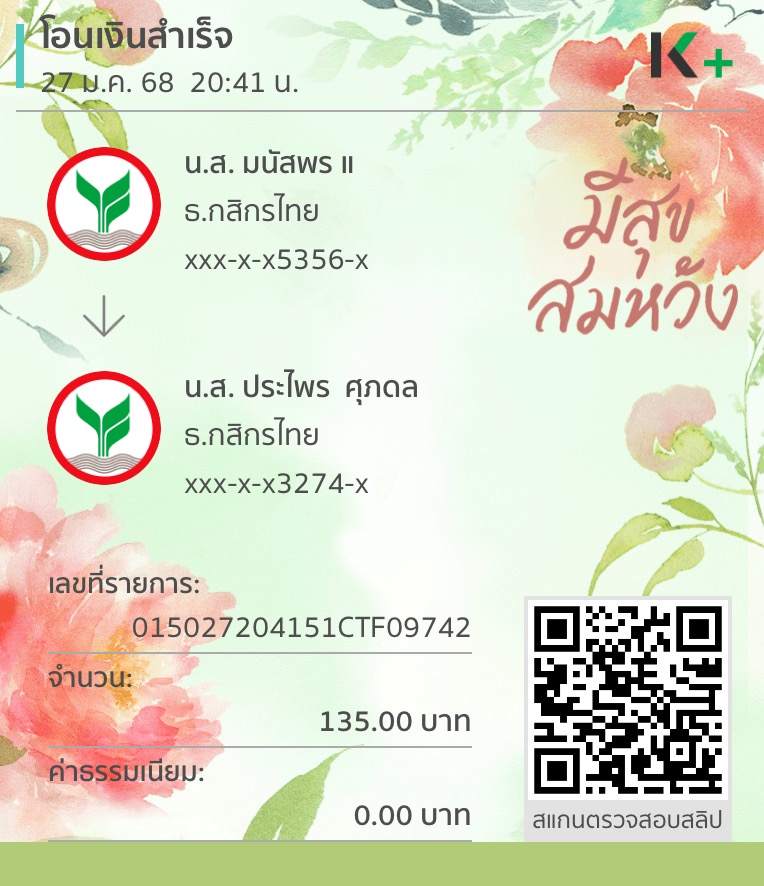 โอนเงินสำเร็จ
27 ม.ค. 68 20:41 น.
K+
น.ส. มนัสพร แ
ธ.กสิกรไทย
xxx-x-x5356-x
มีสุข
สมหวัง
น.ส. ประไพร ศุภดล
ธ.กสิกรไทย
xxx-x-x3274-x
เลขที่รายการ:
015027204151CTF09742
จำนวน:
135.00 บาท
ค่าธรรมเนียม:
0.00 บาท
สแกนตรวจสอบสลิป